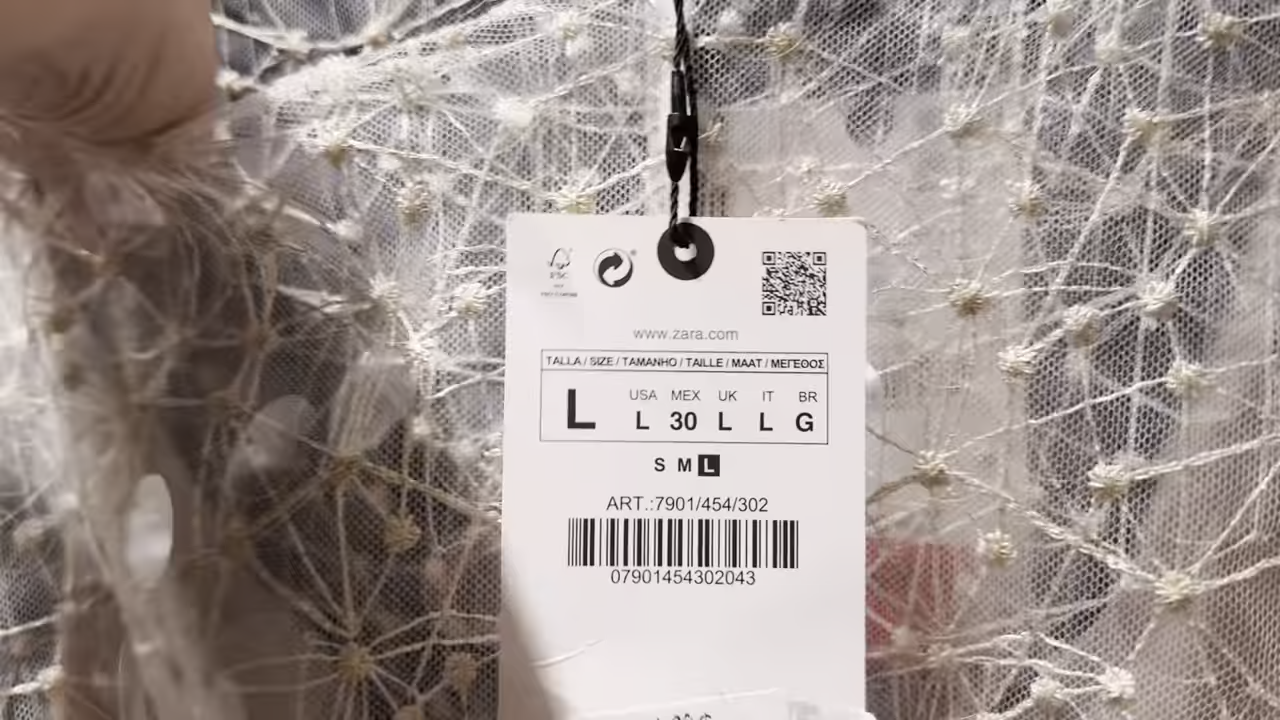 FSC
www.zara.com
TALLA / SIZE / TAMANHO / TAILLE / MAAT / ΜΕΓΕΘΟΣ
L
USA MEX UK IT BR
L 30 L L G
S M L
ART.:7901/454/302
07901454302043